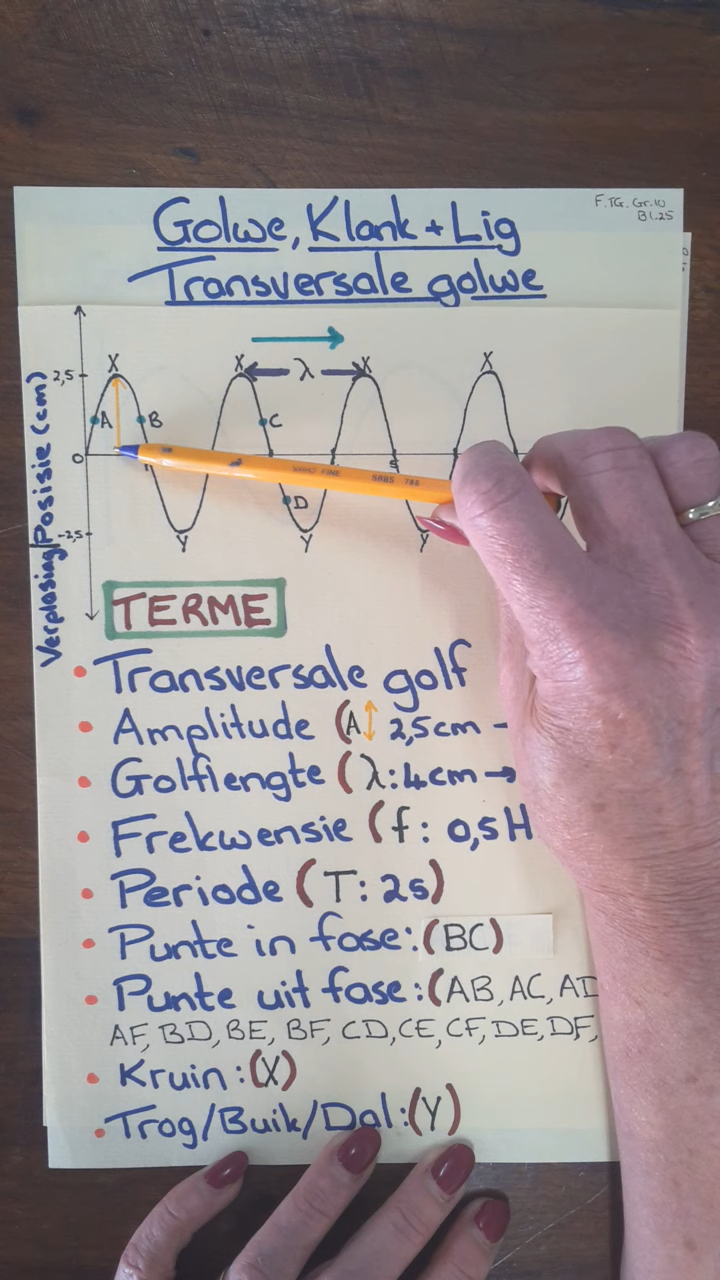 F.TG. Gr.10
Bl.25
Golwe, Klank + Lig
Transversale golwe
Verplasing/Posisie (cm)
2,5
0
-2,5
X X X X
λ
A B C
D
Y Y Y
TERME
• Transversale golf
• Amplitude (A↕ 2,5cm -
• Golflengte (λ:4cm →
• Frekwensie (f: 0,5H
• Periode (T: 2s)
• Punte in fase: (BC)
• Punte uit fase: (AB, AC, AD
AF, BD, BE, BF, CD, CE, CF, DE, DF,
• Kruin: (X)
• Trog/Buik/Dal: (Y)
SABS 788